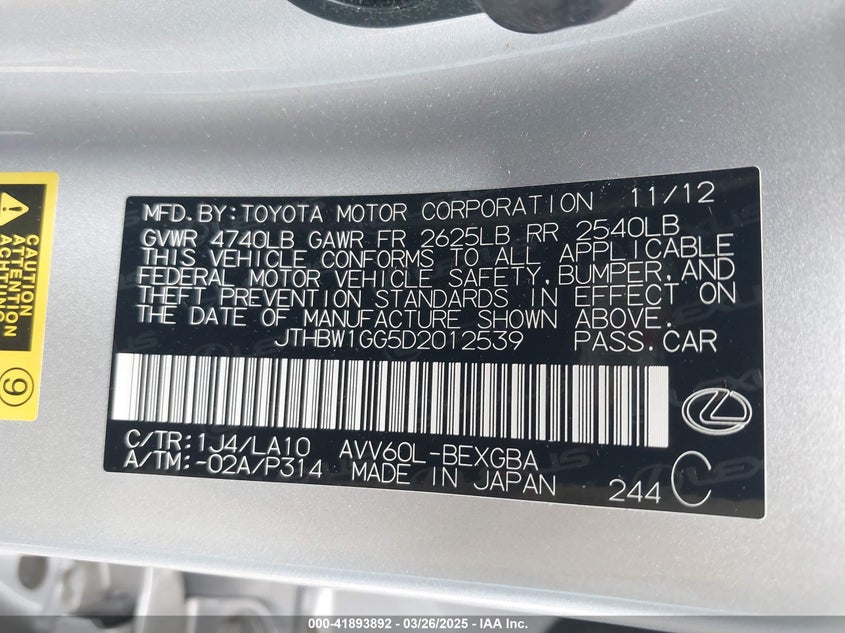 MFD. BY: TOYOTA MOTOR CORPORATION 11/12
GVWR 4740LB GAWR FR 2625LB RR 2540LB
THIS VEHICLE CONFORMS TO ALL APPLICABLE
FEDERAL MOTOR VEHICLE SAFETY, BUMPER, AND
THEFT PREVENTION STANDARDS IN EFFECT ON
THE DATE OF MANUFACTURE SHOWN ABOVE.
JTHBW1GG5D2012539 PASS. CAR
C/TR: 1J4/LA10 AVV60L-BEXGBA
A/TM: -02A/P314 MADE IN JAPAN
244 C
CAUTION
ATTENTION
9
000-41893892 / 03/26/2025 — IAA Inc.